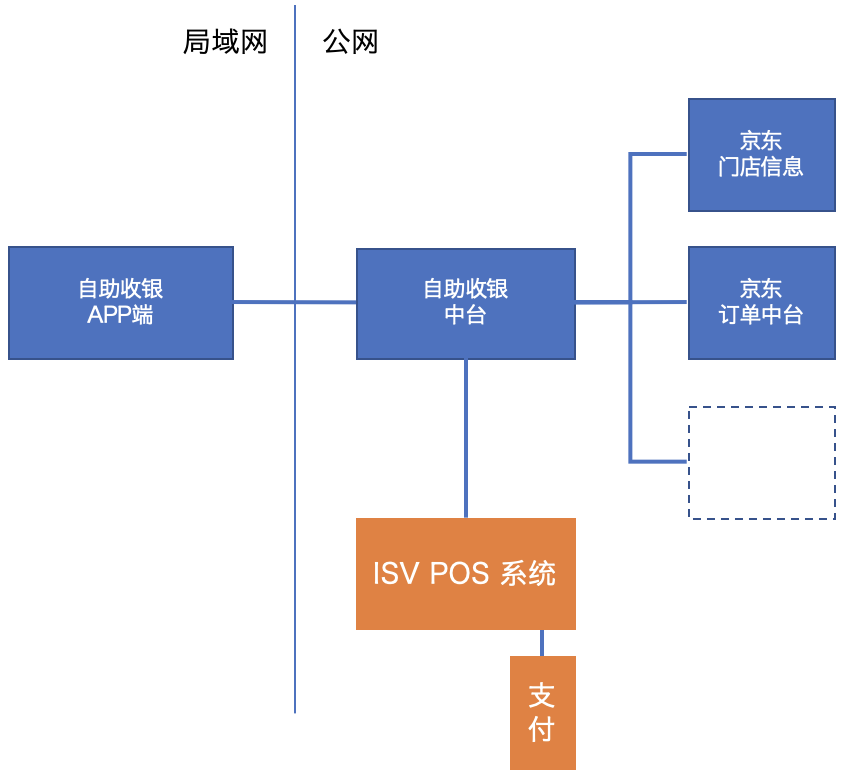 局域网
公网
京东
门店信息
自助收银
APP端
自助收银
中台
京东
订单中台
ISV POS 系统
支
付